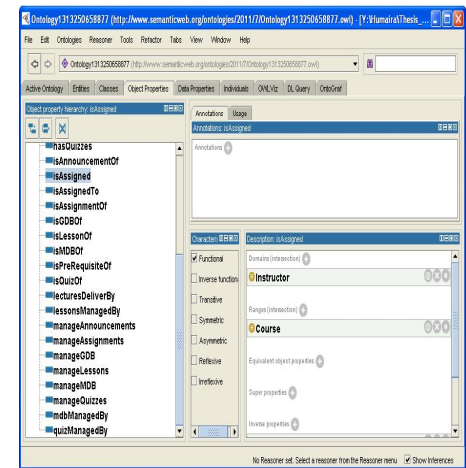 Ontology1313250658877 (http://www.semanticweb.org/ontologies/2011/7/Ontology1313250658877.owl) - [Y:\Humaira\Thesis_...
File Edit Ontologies Reasoner Tools Refactor Tabs View Window Help
Ontology1313250658877 (http://www.semanticweb.org/ontologies/2011/7/Ontology1313250658877.owl)
Active Ontology Entities Classes Object Properties Data Properties Individuals OWLViz DL Query OntoGraf
Object property hierarchy: isAssigned
hasQuizzes
isAnnouncementOf
isAssigned
isAssignedTo
isAssignmentOf
isGDBOf
isLessonOf
isMDBOf
isPreRequisiteOf
isQuizOf
lecturesDeliverBy
lessonsManagedBy
manageAnnouncements
manageAssignments
manageGDB
manageLessons
manageMDB
manageQuizzes
mdbManagedBy
quizManagedBy
Annotations Usage
Annotations: isAssigned
Annotations
Characteri
Functional
Inverse function
Transitive
Symmetric
Asymmetric
Reflexive
Irreflexive
Description: isAssigned
Domains (intersection)
Instructor
Ranges (intersection)
Course
Equivalent object properties
Super properties
Inverse properties
No Reasoner set. Select a reasoner from the Reasoner menu Show Inferences